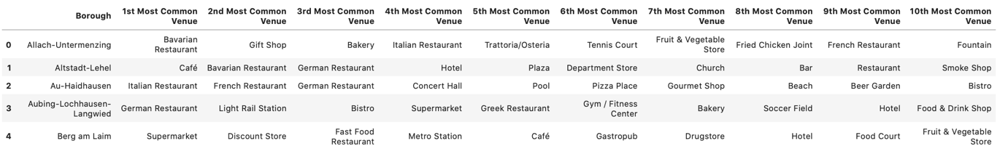 Borough 1st Most Common Venue 2nd Most Common Venue 3rd Most Common Venue 4th Most Common Venue 5th Most Common Venue 6th Most Common Venue 7th Most Common Venue 8th Most Common Venue 9th Most Common Venue 10th Most Common Venue
0 Allach-Untermenzing Bavarian Restaurant Gift Shop Bakery Italian Restaurant Trattoria/Osteria Tennis Court Fruit & Vegetable Store Fried Chicken Joint French Restaurant Fountain
1 Altstadt-Lehel Café Bavarian Restaurant German Restaurant Hotel Plaza Department Store Church Bar Restaurant Smoke Shop
2 Au-Haidhausen Italian Restaurant French Restaurant German Restaurant Concert Hall Pool Pizza Place Gourmet Shop Beach Beer Garden Bistro
3 Aubing-Lochhausen-Langwied German Restaurant Light Rail Station Bistro Supermarket Greek Restaurant Gym / Fitness Center Bakery Soccer Field Hotel Food & Drink Shop
4 Berg am Laim Supermarket Discount Store Fast Food Restaurant Metro Station Café Gastropub Drugstore Hotel Food Court Fruit & Vegetable Store